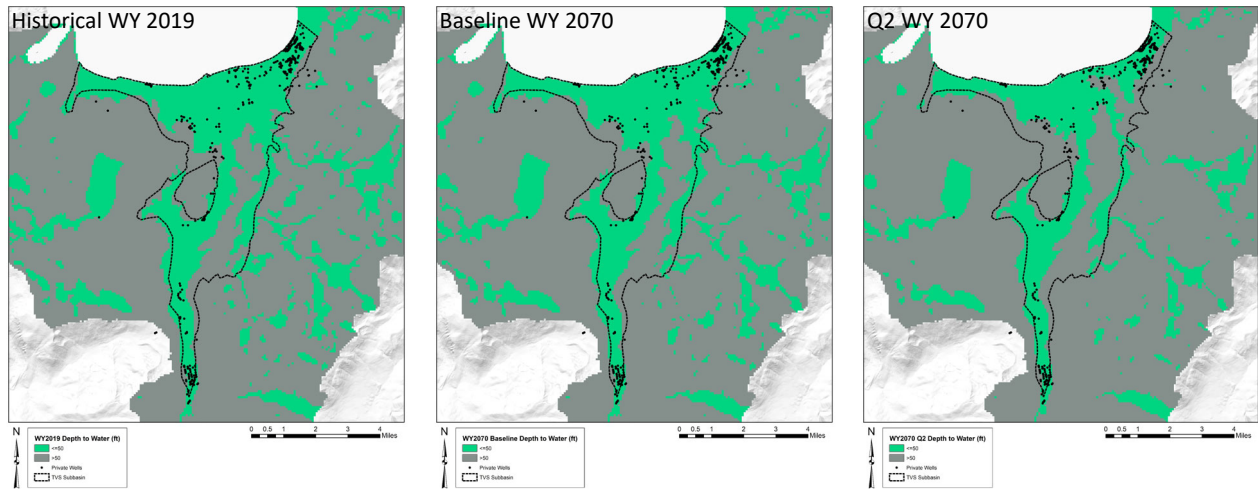 Historical WY 2019
Baseline WY 2070
Q2 WY 2070
N
WY2019 Depth to Water (ft)
<=50
>50
Private Wells
TVS Subbasin
0 0.5 1 2 3 4
Miles
N
WY2070 Baseline Depth to Water (ft)
<=50
>50
Private Wells
TVS Subbasin
0 0.5 1 2 3 4
Miles
N
WY2070 Q2 Depth to Water (ft)
<=50
>50
Private Wells
TVS Subbasin
0 0.5 1 2 3 4
Miles